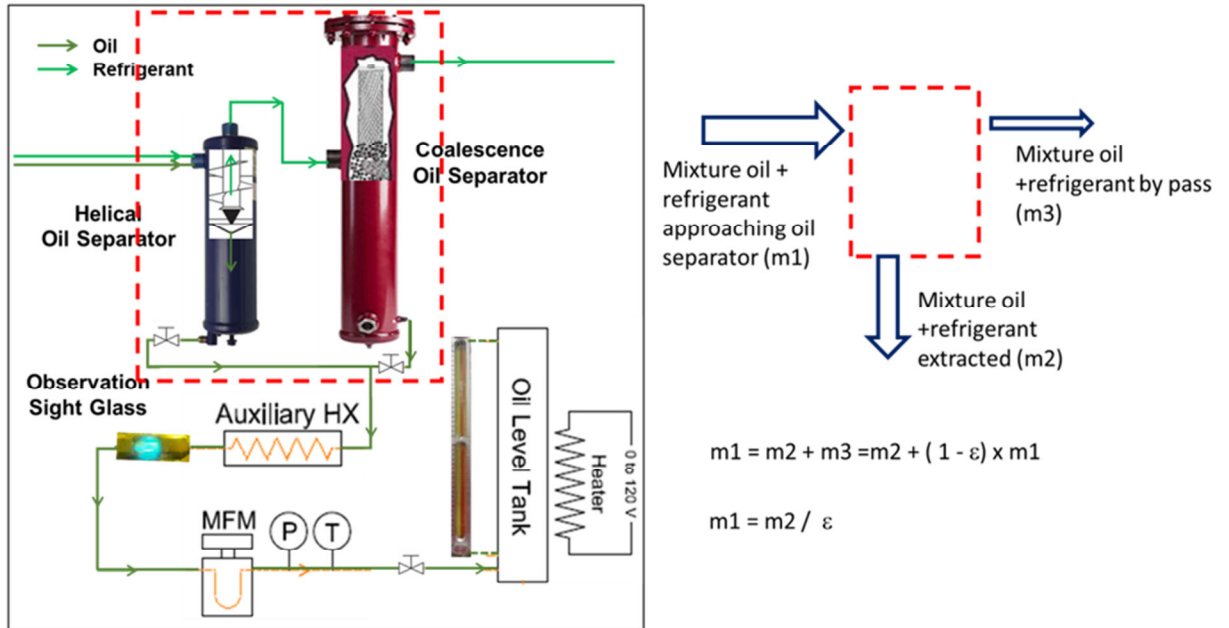 Oil
Refrigerant
Helical
Oil Separator
Coalescence
Oil Separator
Observation
Sight Glass
Auxiliary HX
MFM
P
T
Oil Level Tank
Heater
0 to 120 V
Mixture oil +
refrigerant
approaching oil
separator (m1)
Mixture oil
+refrigerant by pass
(m3)
Mixture oil
+refrigerant
extracted (m2)
m1 = m2 + m3 =m2 + ( 1 - ε) x m1
m1 = m2 / ε